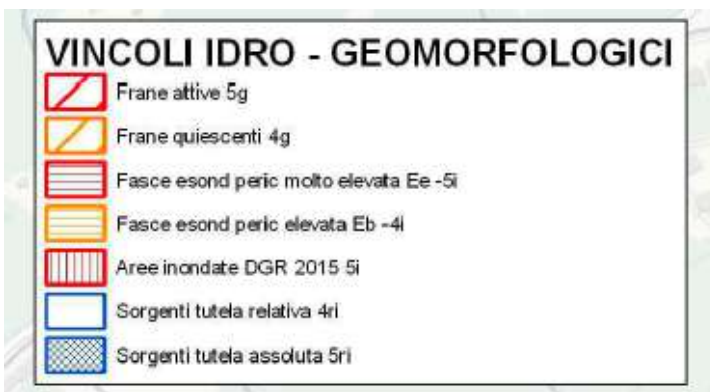 VINCOLI IDRO - GEOMORFOLOGICI
Frane attive 5g
Frane quiescenti 4g
Fasce esond peric molto elevata Ee -5i
Fasce esond peric elevata Eb -4i
Aree inondate DGR 2015 5i
Sorgenti tutela relativa 4ri
Sorgenti tutela assoluta 5ri